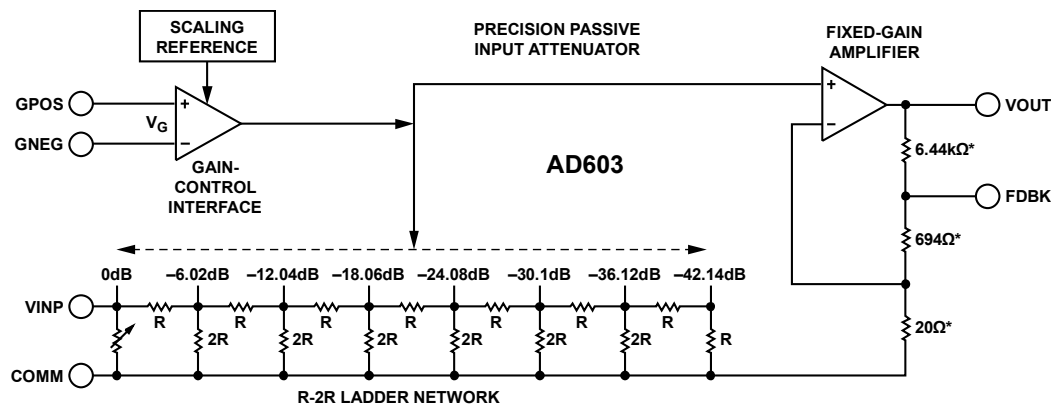 SCALING
REFERENCE
PRECISION PASSIVE
INPUT ATTENUATOR
FIXED-GAIN
AMPLIFIER
GPOS
+
VG
GNEG
−
GAIN-
CONTROL
INTERFACE
+
−
VOUT
6.44kΩ*
AD603
FDBK
694Ω*
0dB
–6.02dB
–12.04dB
–18.06dB
–24.08dB
–30.1dB
–36.12dB
–42.14dB
VINP
R
R
R
R
R
R
R
2R
2R
2R
2R
2R
2R
R
20Ω*
COMM
R-2R LADDER NETWORK